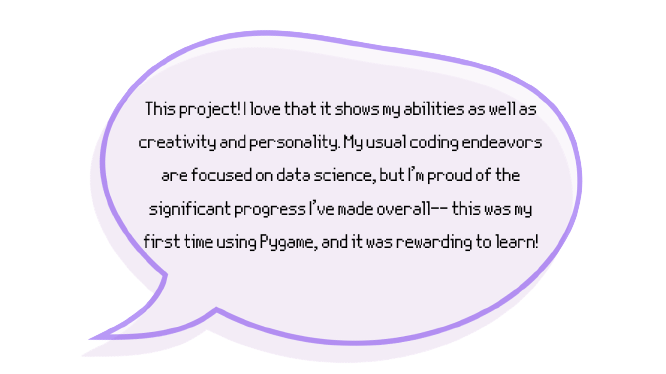 This project! I love that it shows my abilities as well as
creativity and personality. My usual coding endeavors
are focused on data science, but I'm proud of the
significant progress I've made overall-- this was my
first time using Pygame, and it was rewarding to learn!